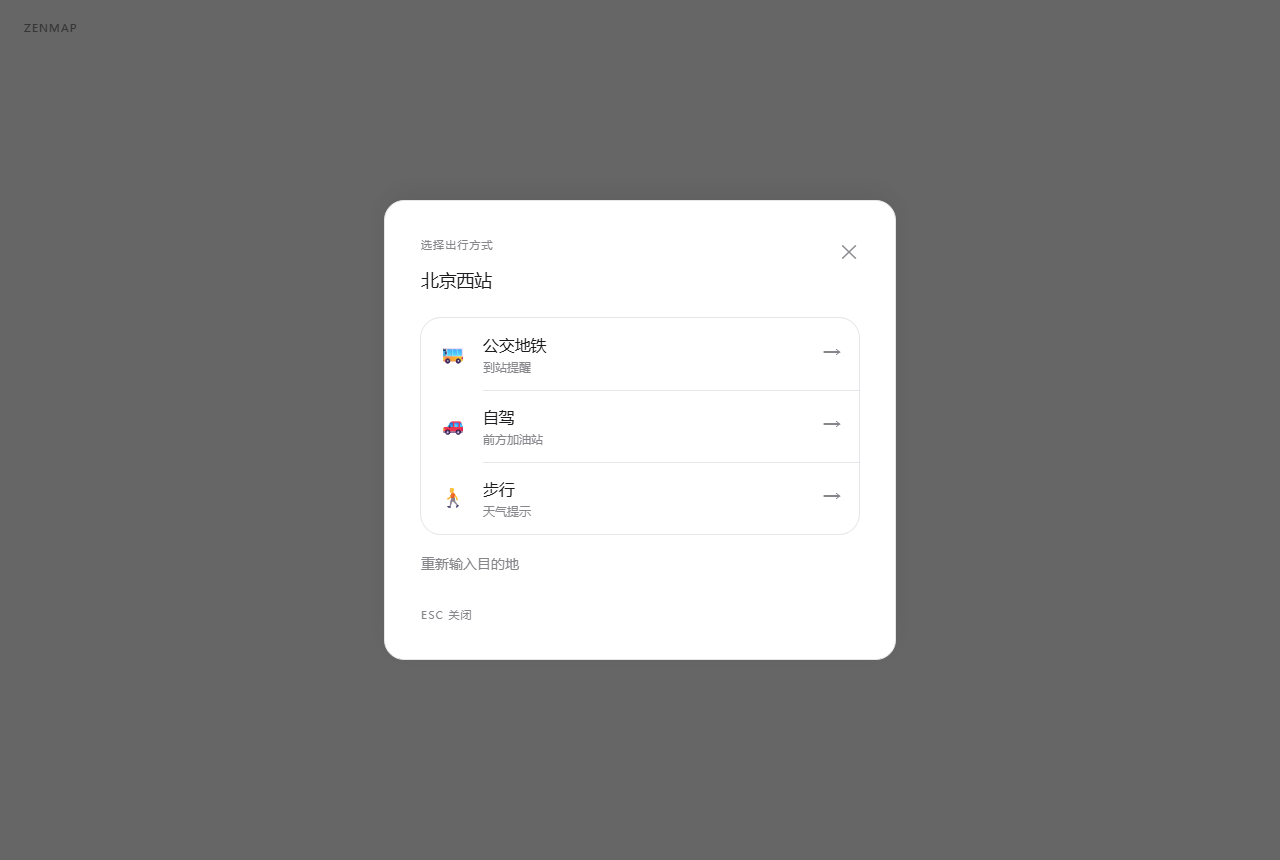 ZENMAP
选择出行方式
北京西站
公交地铁
到站提醒
自驾
前方加油站
步行
天气提示
重新输入目的地
ESC 关闭